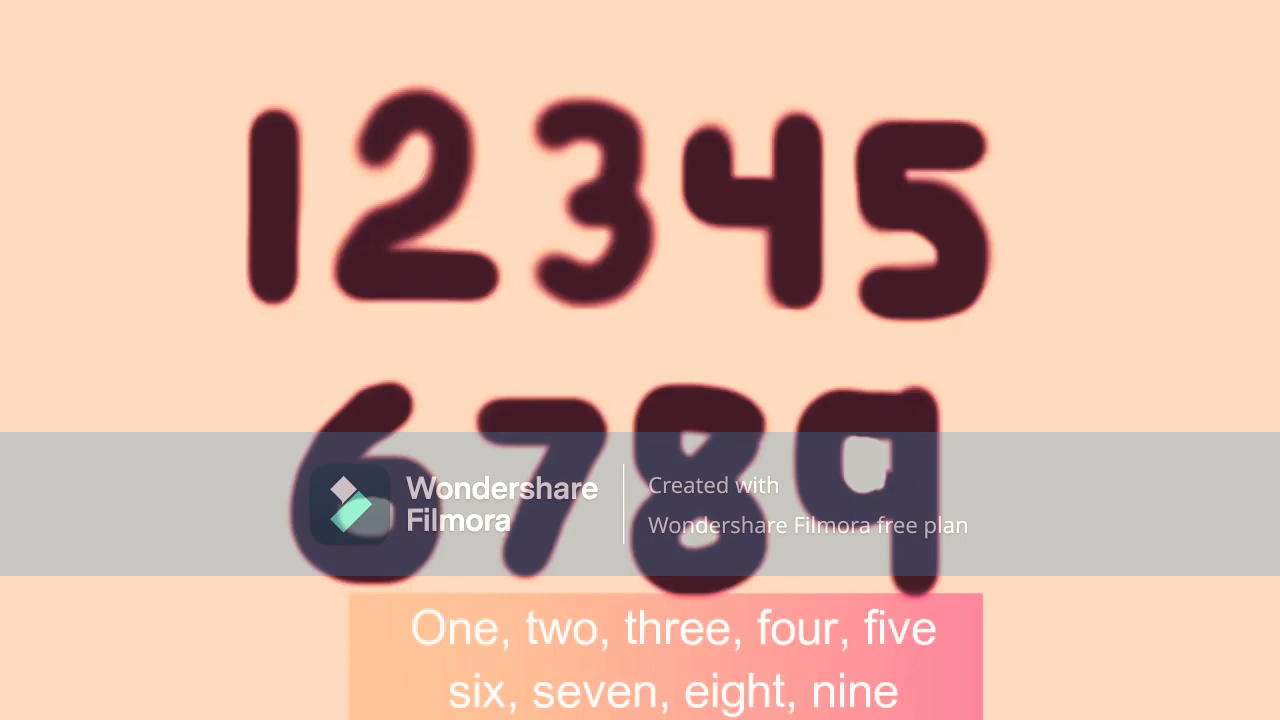 12345
6789
Wondershare
Filmora
Created with
Wondershare Filmora free plan
One, two, three, four, five
six, seven, eight, nine